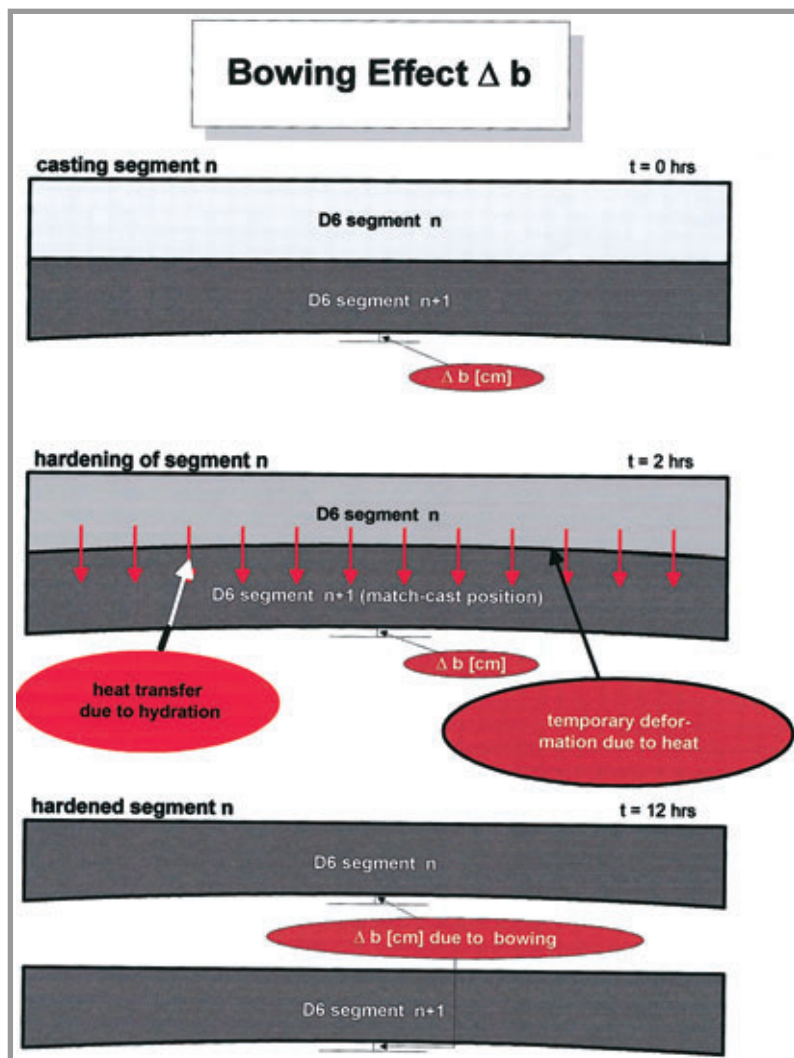 Bowing Effect Δ b
casting segment n
t = 0 hrs
D6 segment n
D6 segment n+1
Δ b [cm]
hardening of segment n
t = 2 hrs
D6 segment n
D6 segment n+1 (match-cast position)
Δ b [cm]
heat transfer
due to hydration
temporary defor-
mation due to heat
hardened segment n
t = 12 hrs
D6 segment n
Δ b [cm] due to bowing
D6 segment n+1